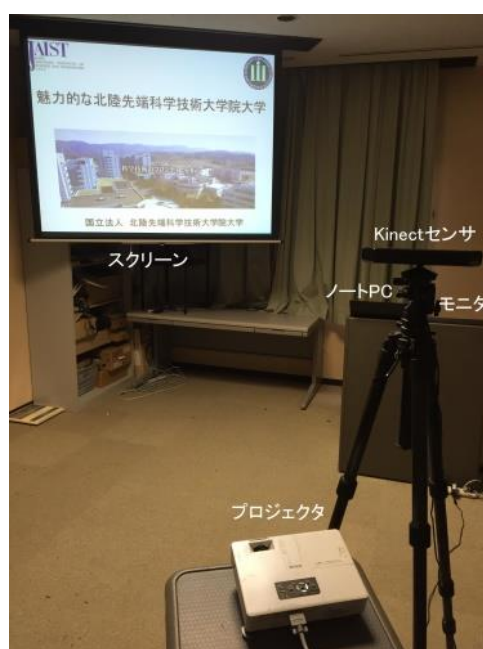 JAIST
魅力的な北陸先端科学技術大学院大学
国立法人 北陸先端科学技術大学院大学
スクリーン
Kinectセンサ
ノートPC
モニタ
プロジェクタ